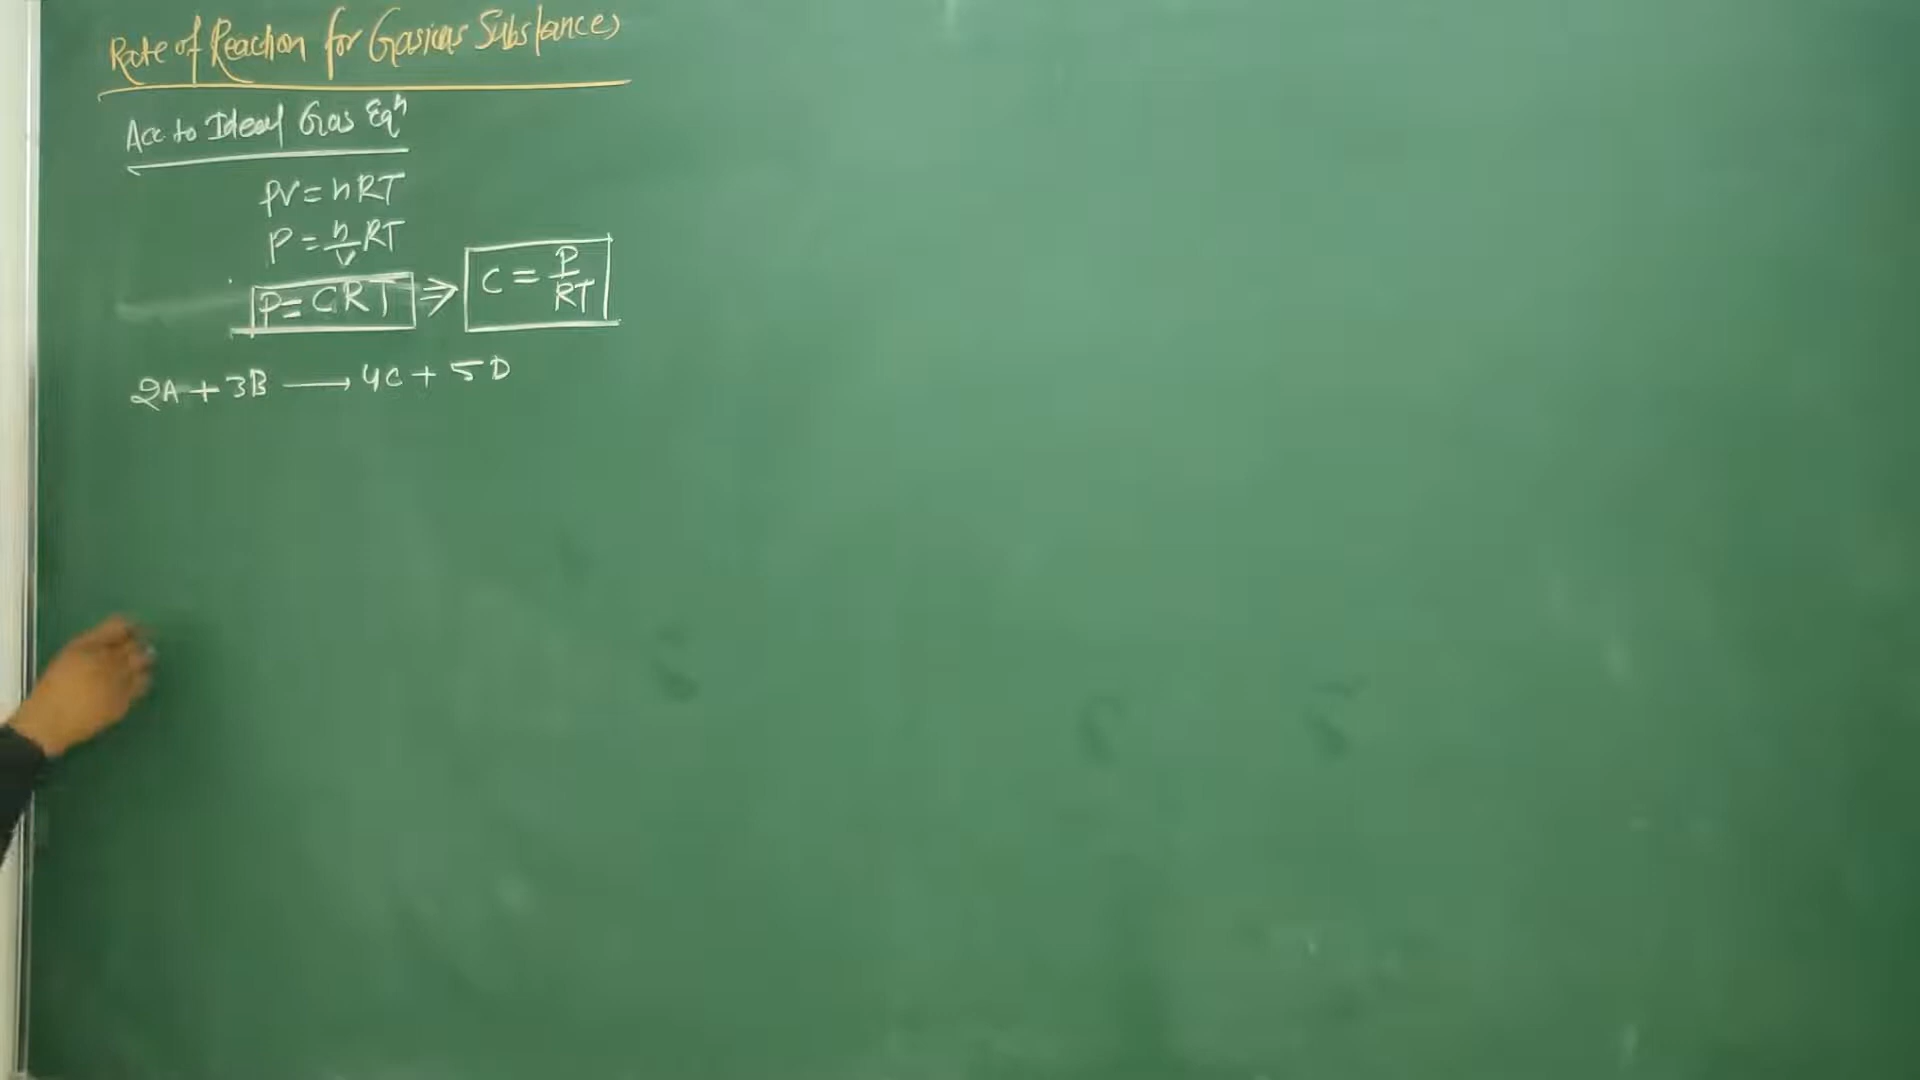 Rate of Reaction for Gasious Substances
Acc to Ideal Gas Eqⁿ
PV = nRT
P = n/V RT
P = CRT ⇒ C = P/RT
2A + 3B ⟶ 4C + 5D